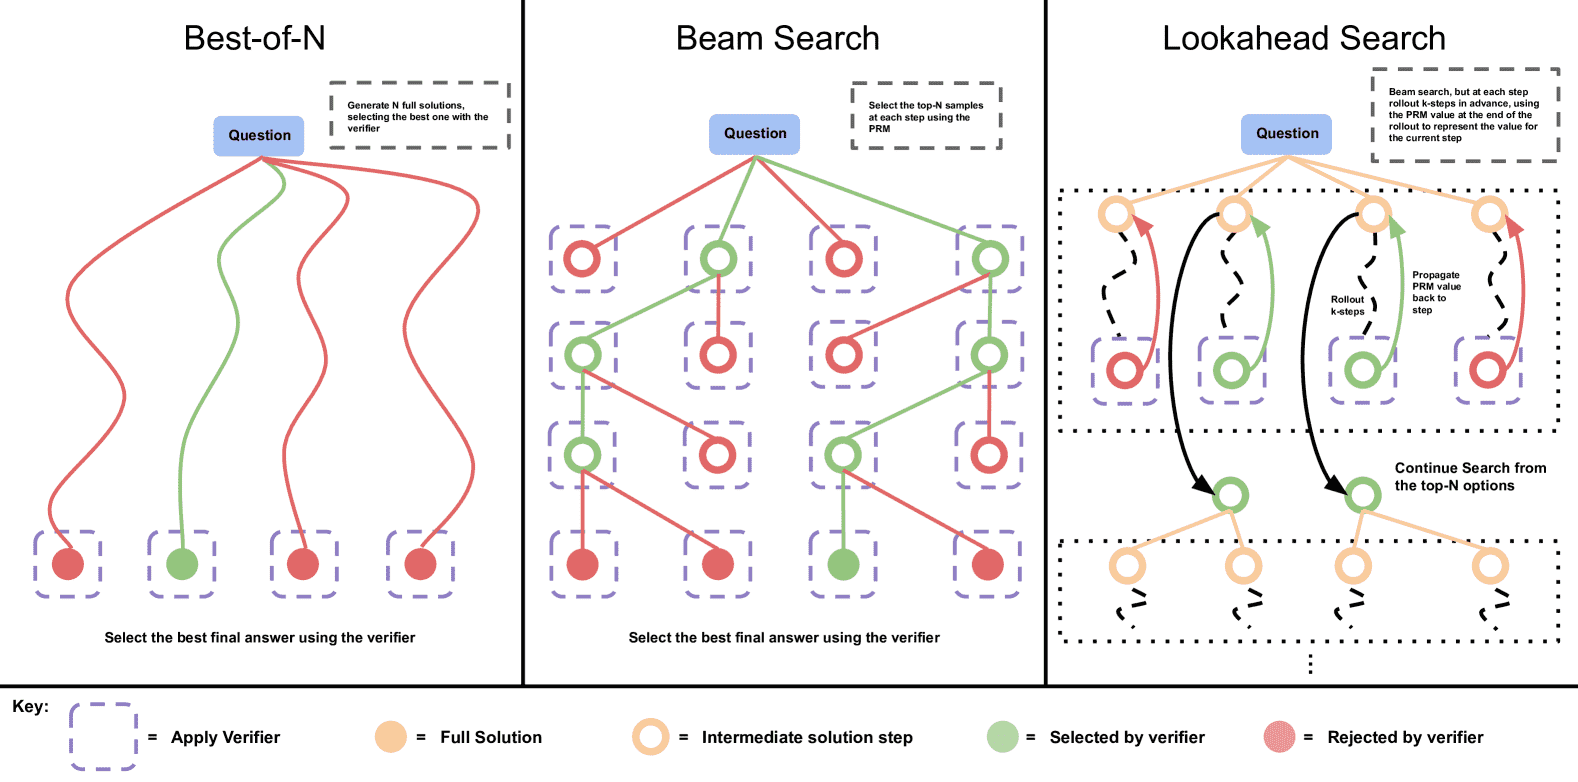 Best-of-N
Generate N full solutions,
selecting the best one with the
verifier
Question
Select the best final answer using the verifier
Beam Search
Select the top-N samples
at each step using the
PRM
Question
Select the best final answer using the verifier
Lookahead Search
Beam search, but at each step
rollout k-steps in advance, using
the PRM value at the end of the
rollout to represent the value for
the current step
Question
Propagate
PRM value
back to
step
Rollout
k-steps
Continue Search from
the top-N options
Key:
= Apply Verifier
= Full Solution
= Intermediate solution step
= Selected by verifier
= Rejected by verifier